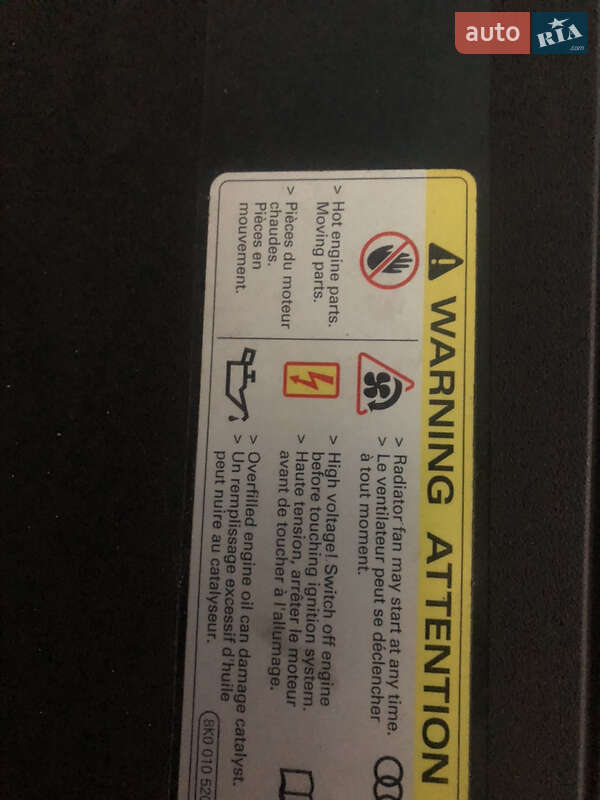 auto
RIA
.com
WARNING ATTENTION
> Hot engine parts.
Moving parts.
> Pièces du moteur
chaudes.
Pièces en
mouvement.
> Radiator fan may start at any time.
> Le ventilateur peut se déclencher
à tout moment.
> High voltage! Switch off engine
before touching ignition system.
> Haute tension, arrêter le moteur
avant de toucher à l'allumage.
> Overfilled engine oil can damage catalyst.
> Un remplissage excessif d'huile
peut nuire au catalyseur.
8K0 010 520